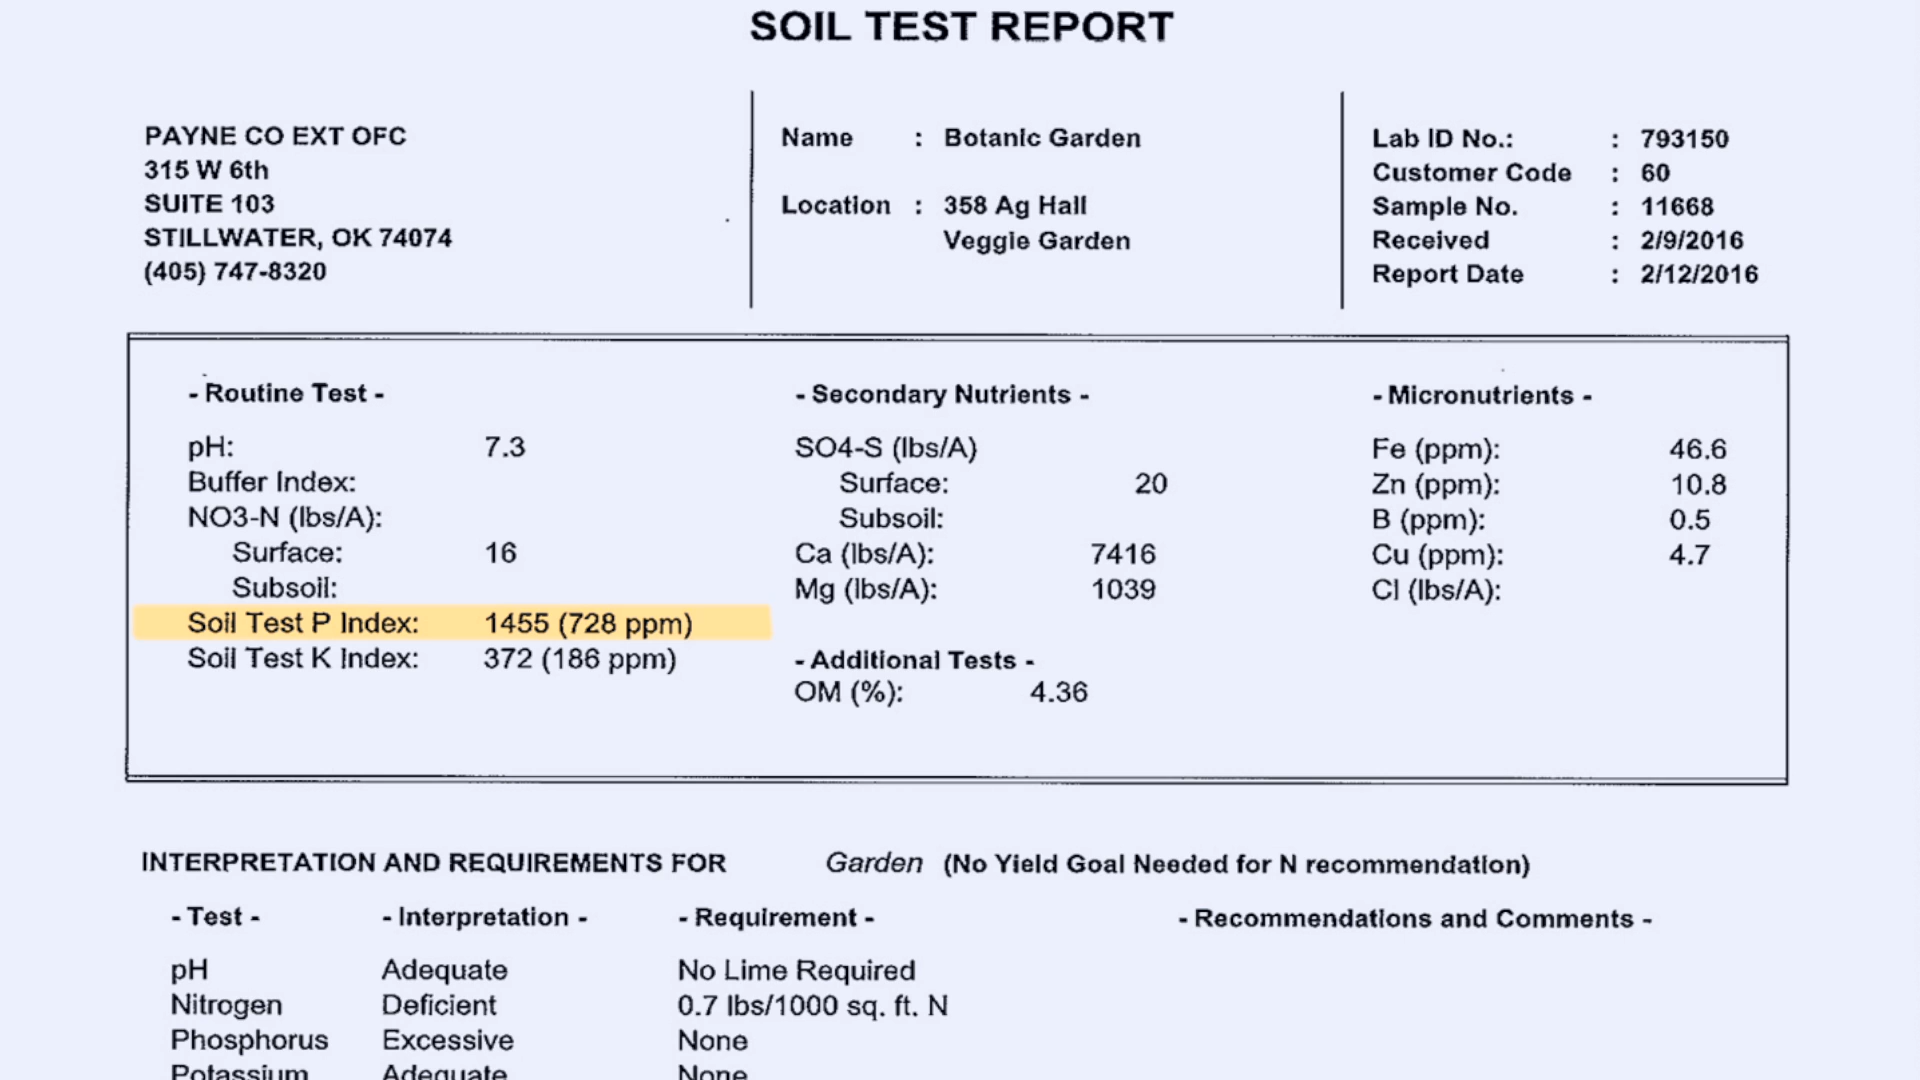 SOIL TEST REPORT
PAYNE CO EXT OFC
315 W 6th
SUITE 103
STILLWATER, OK 74074
(405) 747-8320
Name : Botanic Garden
Location : 358 Ag Hall
Veggie Garden
Lab ID No.: : 793150
Customer Code : 60
Sample No. : 11668
Received : 2/9/2016
Report Date : 2/12/2016
- Routine Test -
pH: 7.3
Buffer Index:
NO3-N (lbs/A):
Surface: 16
Subsoil:
Soil Test P Index: 1455 (728 ppm)
Soil Test K Index: 372 (186 ppm)
- Secondary Nutrients -
SO4-S (lbs/A)
Surface: 20
Subsoil:
Ca (lbs/A): 7416
Mg (lbs/A): 1039
- Additional Tests -
OM (%): 4.36
- Micronutrients -
Fe (ppm): 46.6
Zn (ppm): 10.8
B (ppm): 0.5
Cu (ppm): 4.7
Cl (lbs/A):
INTERPRETATION AND REQUIREMENTS FOR Garden (No Yield Goal Needed for N recommendation)
- Test - - Interpretation - - Requirement - - Recommendations and Comments -
pH Adequate No Lime Required
Nitrogen Deficient 0.7 lbs/1000 sq. ft. N
Phosphorus Excessive None
Potassium Adequate None